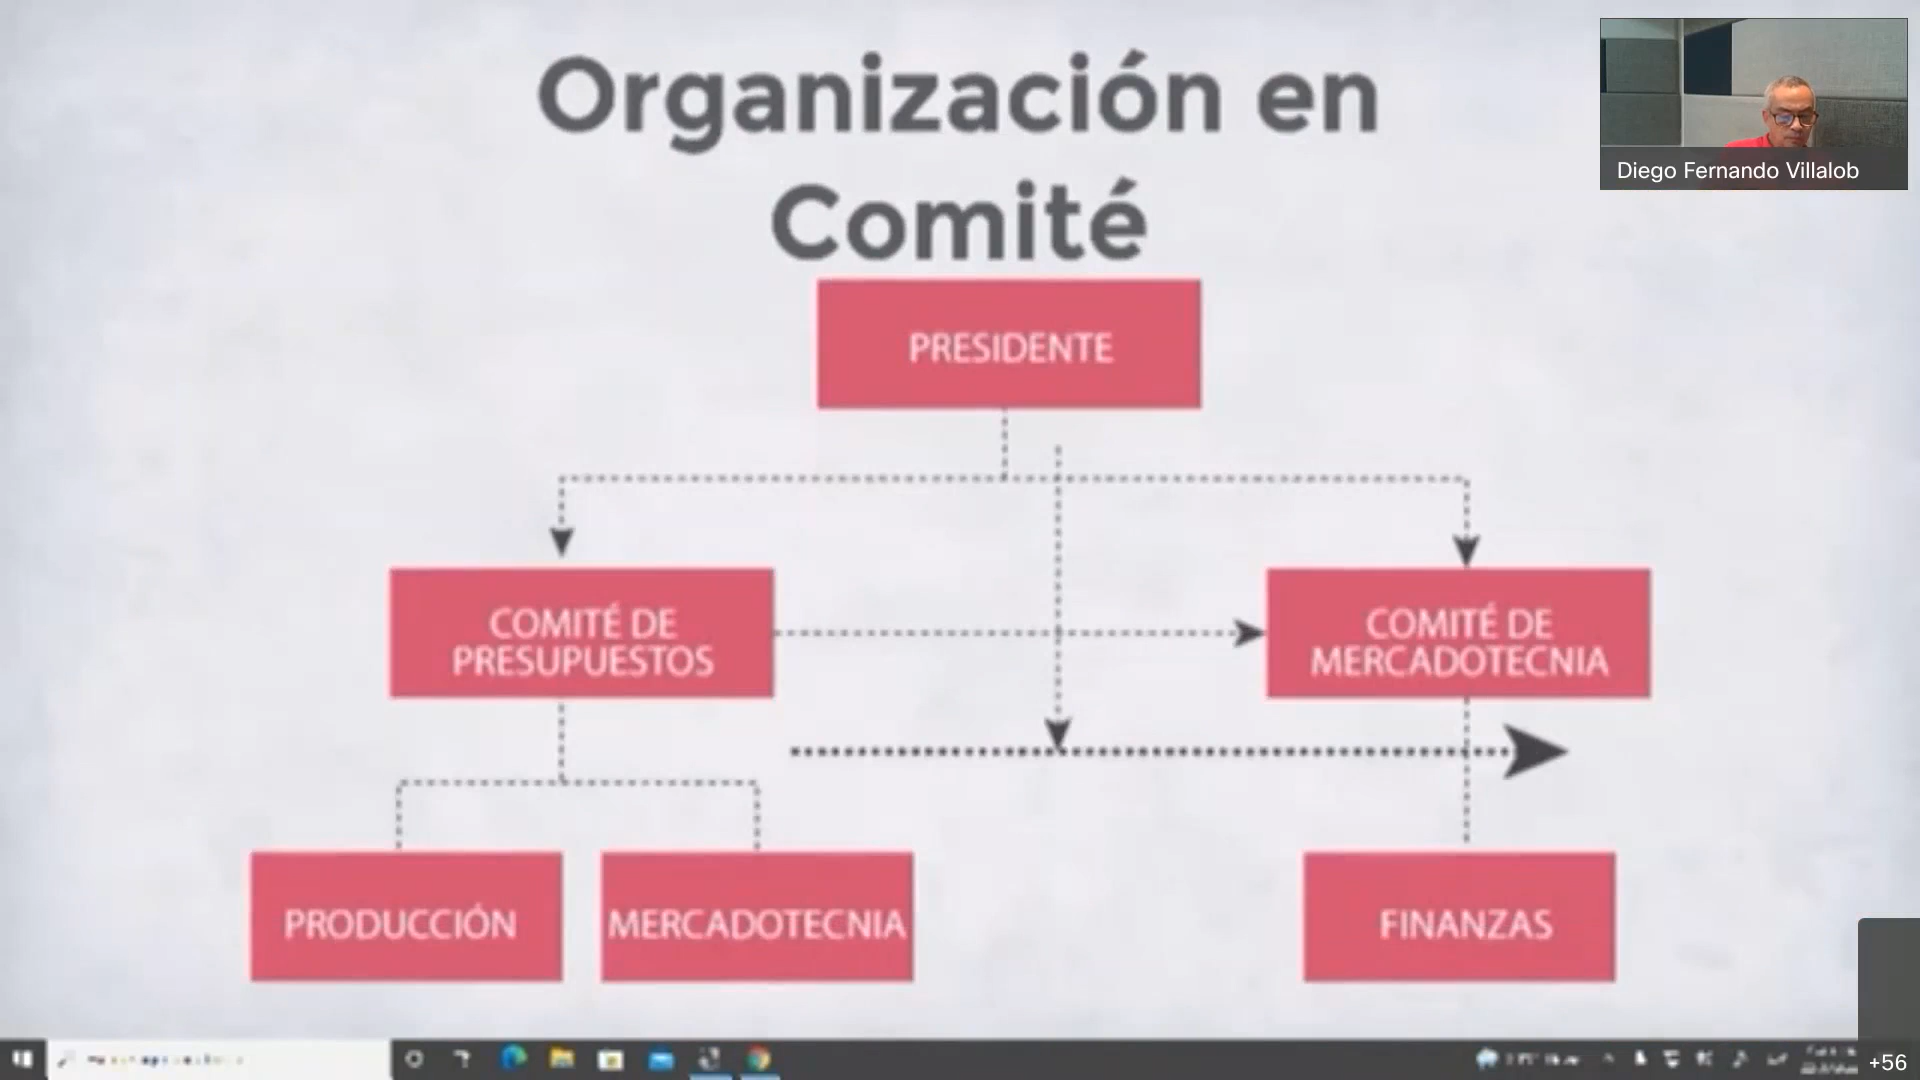 Organización en
Comité
Diego Fernando Villalob
PRESIDENTE
COMITÉ DE
PRESUPUESTOS
COMITÉ DE
MERCADOTECNIA
PRODUCCIÓN
MERCADOTECNIA
FINANZAS
+56